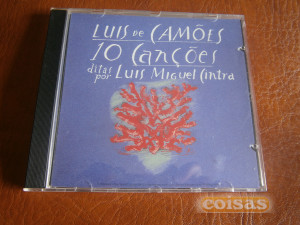 LUIS DE CAMÕES
10 Canções
ditas por Luis Miguel Cintra
coisas